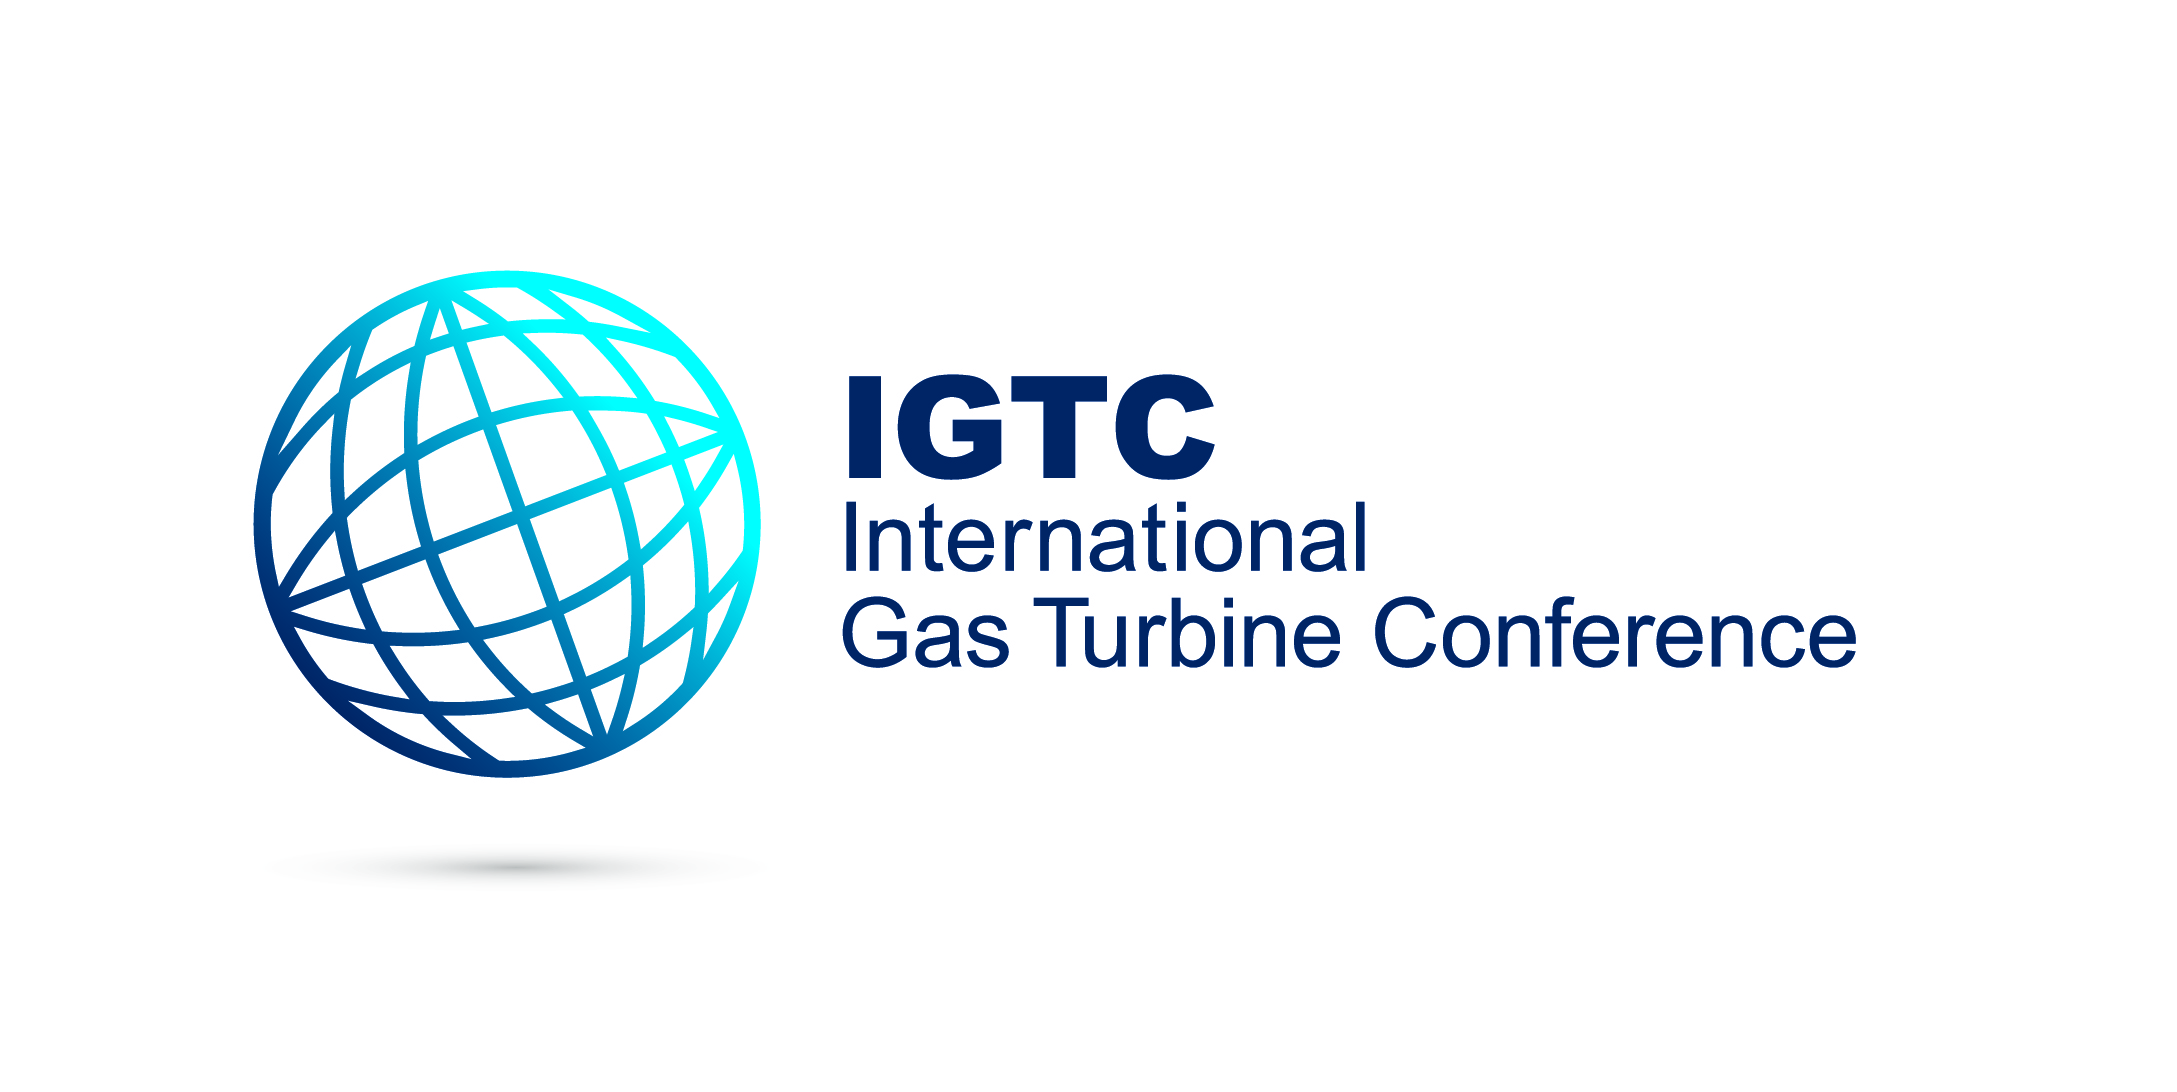 IGTC
International
Gas Turbine Conference